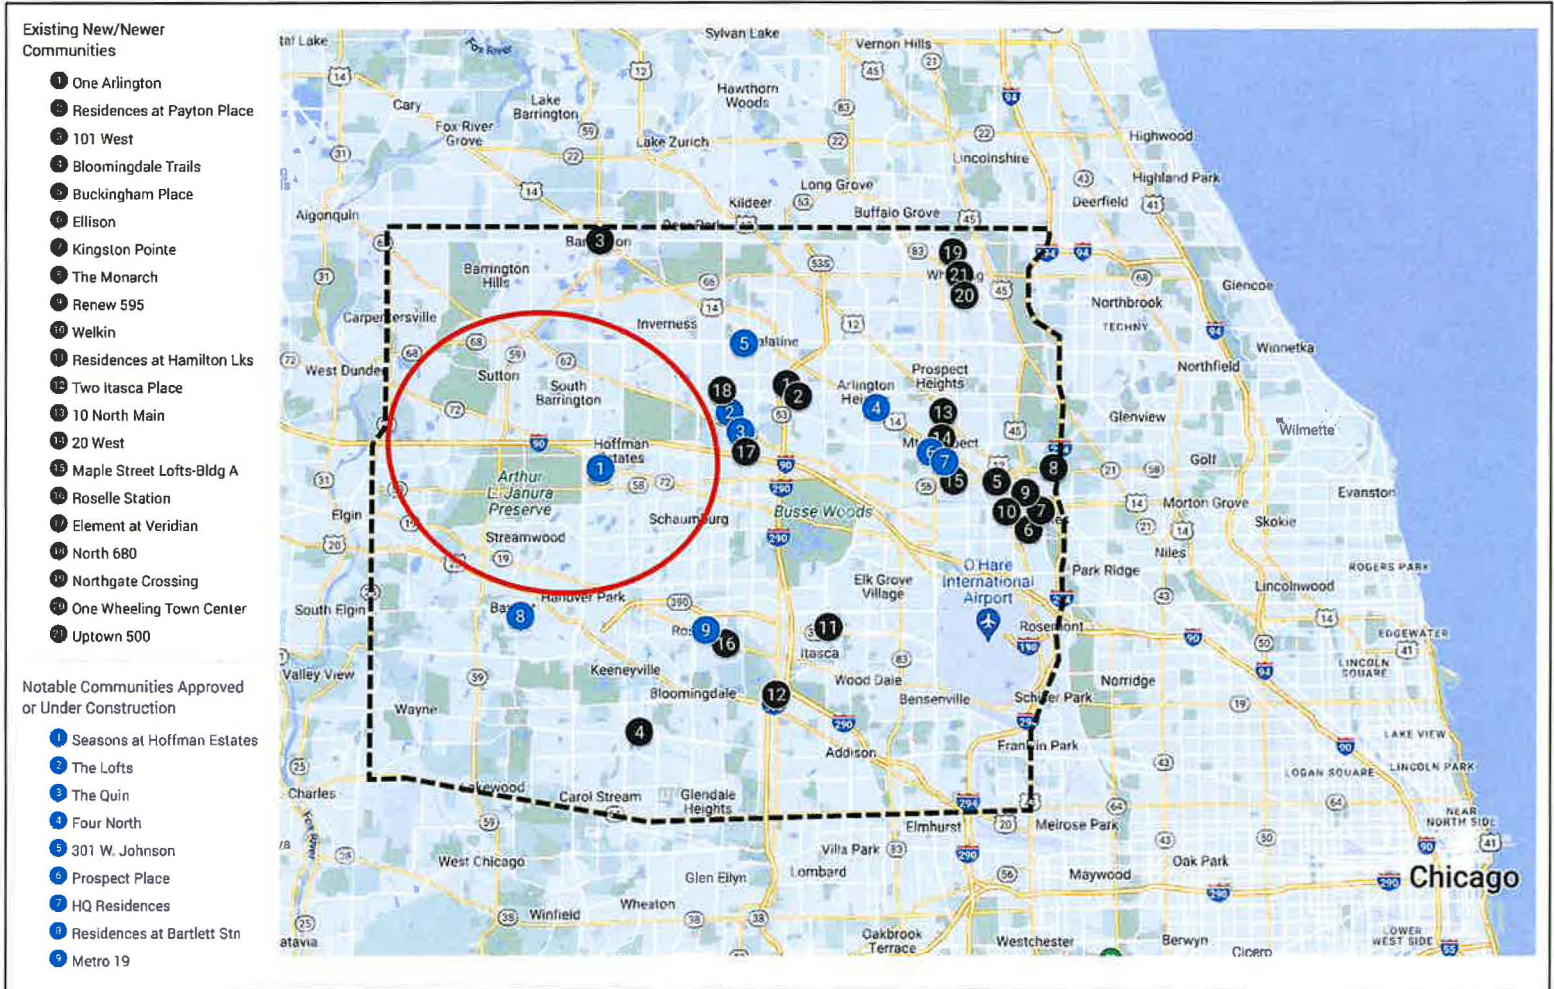 Existing New/Newer
Communities
1 One Arlington
2 Residences at Payton Place
3 101 West
4 Bloomingdale Trails
5 Buckingham Place
6 Ellison
7 Kingston Pointe
8 The Monarch
9 Renew 595
10 Welkin
11 Residences at Hamilton Lks
12 Two Itasca Place
13 10 North Main
14 20 West
15 Maple Street Lofts-Bldg A
16 Roselle Station
17 Element at Veridian
18 North 680
19 Northgate Crossing
20 One Wheeling Town Center
21 Uptown 500
Notable Communities Approved
or Under Construction
1 Seasons at Hoffman Estates
2 The Lofts
3 The Quin
4 Four North
5 301 W. Johnson
6 Prospect Place
7 HQ Residences
8 Residences at Bartlett Stn
9 Metro 19
Sylvan Lake
Vernon Hills
Fox River
Hawthorn
Woods
Cary
Lake
Barrington
Fox River
Grove
Lake Zurich
Highwood
Lincolnshire
Highland Park
Long Grove
Deerfield
Kildeer
Buffalo Grove
Algonquin
Deer Park
Barrington
Hills
Glencoe
Northbrook
TECHNY
Carpentersville
Inverness
Winnetka
Northfield
West Dundee
Sutton
South
Barrington
Arlington
Prospect
Heights
Glenview
Wilmette
Hoffman
Golf
Arthur
L. Janura
Preserve
Evanston
Morton Grove
Skokie
Elgin
Schaumburg
Busse Woods
Streamwood
Niles
O'Hare
International
Airport
Park Ridge
ROGERS PARK
Elk Grove
Village
Lincolnwood
Hanover Park
South Elgin
Rosemont
EDGEWATER
Itasca
LINCOLN
SQUARE
Keeneyville
Valley View
Wood Dale
Norridge
Bloomingdale
Bensenville
Schiller Park
Wayne
LAKE VIEW
Addison
Franklin Park
LOGAN SQUARE
LINCOLN PARK
Charles
Carol Stream
Glendale
Heights
NEAR
NORTH SIDE
Elmhurst
Melrose Park
Villa Park
Oak Park
West Chicago
Glen Ellyn
Lombard
Maywood
Chicago
Wheaton
Winfield
Oakbrook
Terrace
Westchester
Berwyn
LOWER
WEST SIDE
Cicero